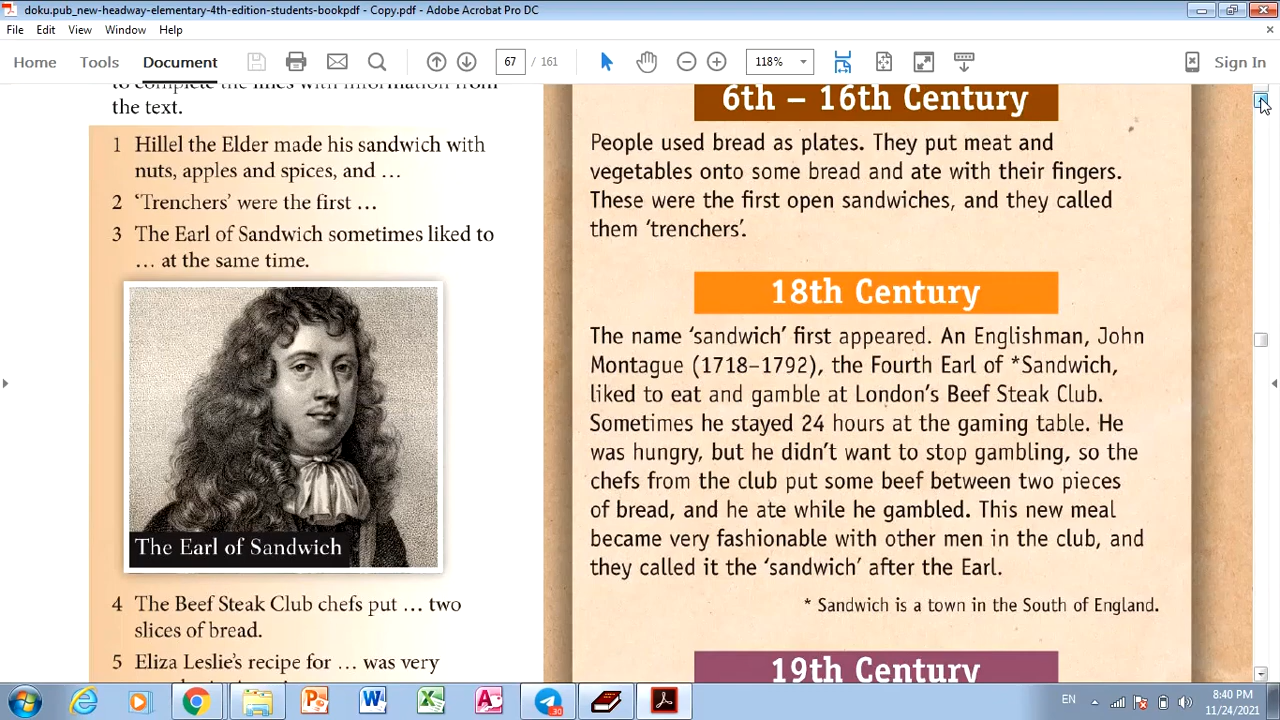 doku.pub_new-headway-elementary-4th-edition-students-bookpdf - Copy.pdf - Adobe Acrobat Pro DC
File Edit View Window Help
Home Tools Document 67 / 161 118% Sign In
to complete the lines with information from
the text.
1 Hillel the Elder made his sandwich with
nuts, apples and spices, and …
2 ‘Trenchers’ were the first …
3 The Earl of Sandwich sometimes liked to
… at the same time.
The Earl of Sandwich
4 The Beef Steak Club chefs put … two
slices of bread.
5 Eliza Leslie’s recipe for … was very
6th – 16th Century
People used bread as plates. They put meat and
vegetables onto some bread and ate with their fingers.
These were the first open sandwiches, and they called
them ‘trenchers’.
18th Century
The name ‘sandwich’ first appeared. An Englishman, John
Montague (1718–1792), the Fourth Earl of *Sandwich,
liked to eat and gamble at London’s Beef Steak Club.
Sometimes he stayed 24 hours at the gaming table. He
was hungry, but he didn’t want to stop gambling, so the
chefs from the club put some beef between two pieces
of bread, and he ate while he gambled. This new meal
became very fashionable with other men in the club, and
they called it the ‘sandwich’ after the Earl.
* Sandwich is a town in the South of England.
19th Century
30
EN
8:40 PM
11/24/2021